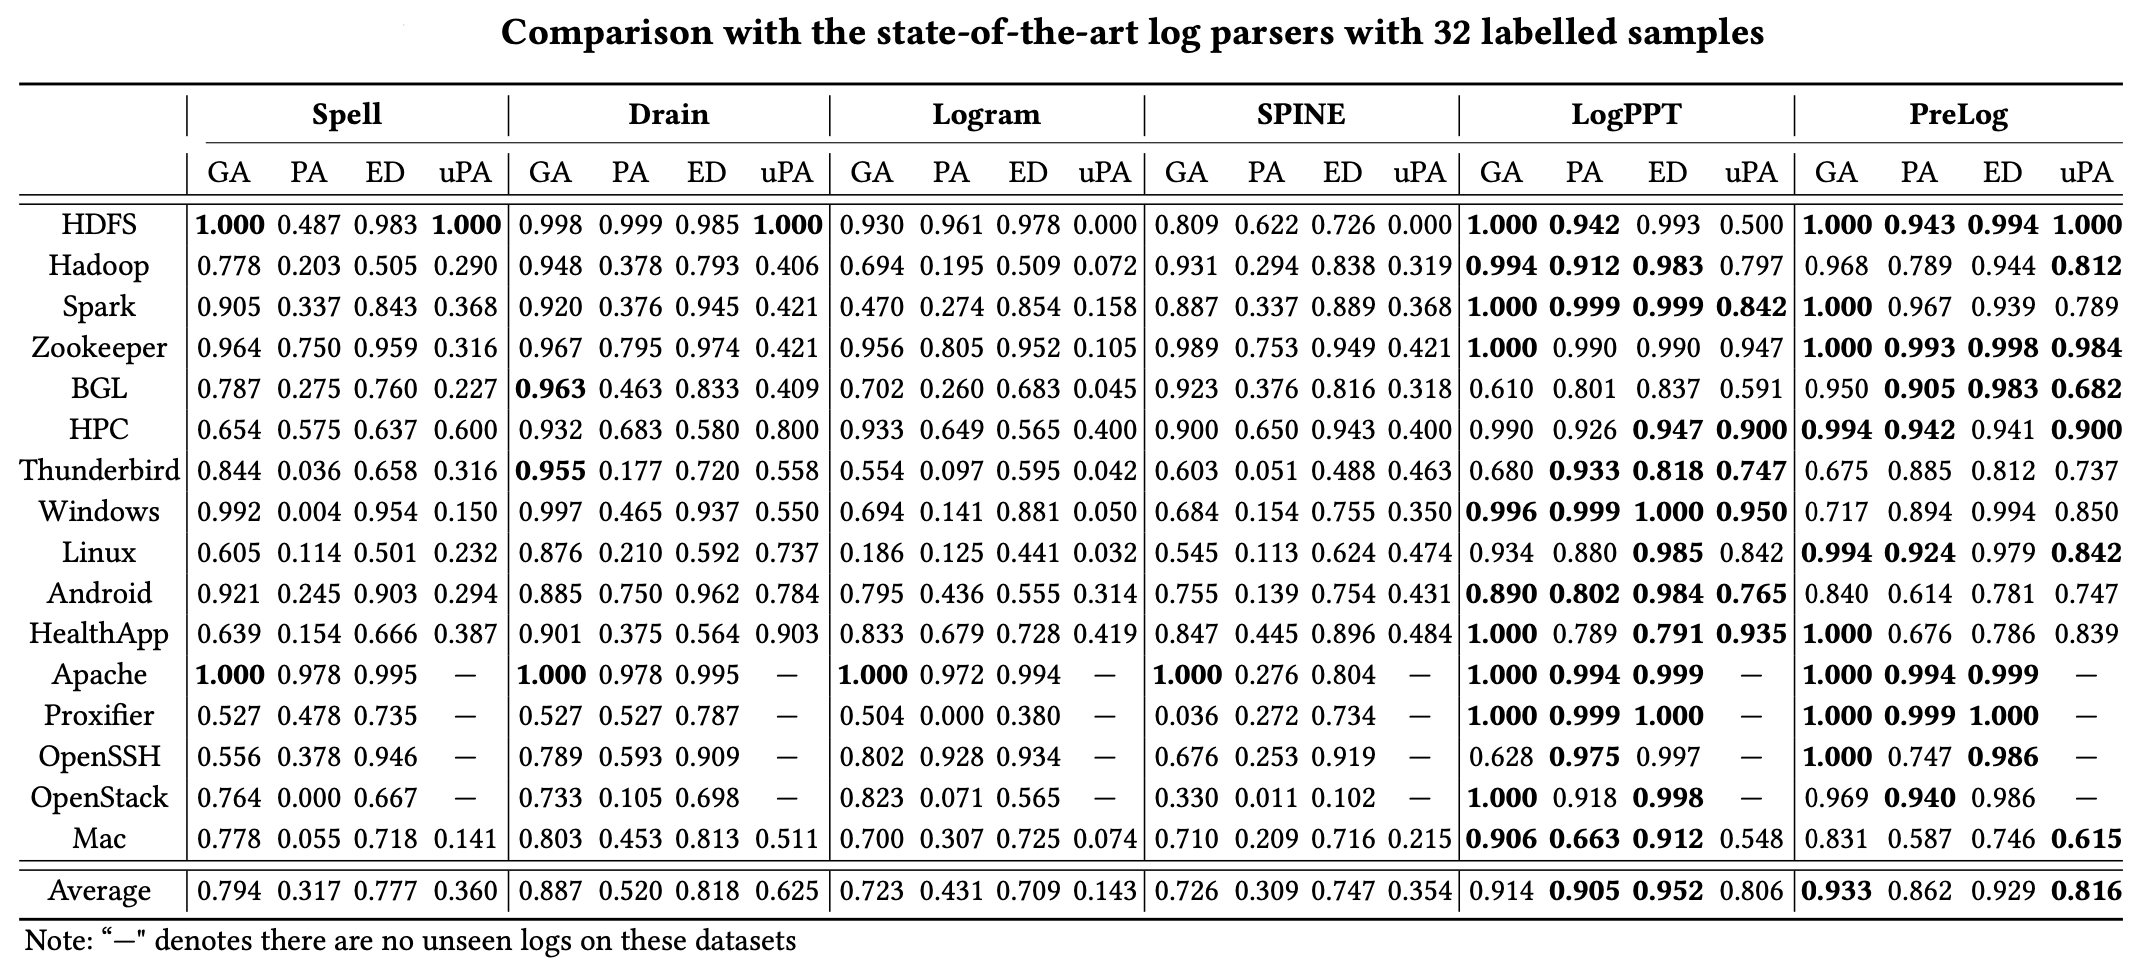 Comparison with the state-of-the-art log parsers with 32 labelled samples
Spell Drain Logram SPINE LogPPT PreLog
GA PA ED uPA GA PA ED uPA GA PA ED uPA GA PA ED uPA GA PA ED uPA GA PA ED uPA
HDFS 1.000 0.487 0.983 1.000 0.998 0.999 0.985 1.000 0.930 0.961 0.978 0.000 0.809 0.622 0.726 0.000 1.000 0.942 0.993 0.500 1.000 0.943 0.994 1.000
Hadoop 0.778 0.203 0.505 0.290 0.948 0.378 0.793 0.406 0.694 0.195 0.509 0.072 0.931 0.294 0.838 0.319 0.994 0.912 0.983 0.797 0.968 0.789 0.944 0.812
Spark 0.905 0.337 0.843 0.368 0.920 0.376 0.945 0.421 0.470 0.274 0.854 0.158 0.887 0.337 0.889 0.368 1.000 0.999 0.999 0.842 1.000 0.967 0.939 0.789
Zookeeper 0.964 0.750 0.959 0.316 0.967 0.795 0.974 0.421 0.956 0.805 0.952 0.105 0.989 0.753 0.949 0.421 1.000 0.990 0.990 0.947 1.000 0.993 0.998 0.984
BGL 0.787 0.275 0.760 0.227 0.963 0.463 0.833 0.409 0.702 0.260 0.683 0.045 0.923 0.376 0.816 0.318 0.610 0.801 0.837 0.591 0.950 0.905 0.983 0.682
HPC 0.654 0.575 0.637 0.600 0.932 0.683 0.580 0.800 0.933 0.649 0.565 0.400 0.900 0.650 0.943 0.400 0.990 0.926 0.947 0.900 0.994 0.942 0.941 0.900
Thunderbird 0.844 0.036 0.658 0.316 0.955 0.177 0.720 0.558 0.554 0.097 0.595 0.042 0.603 0.051 0.488 0.463 0.680 0.933 0.818 0.747 0.675 0.885 0.812 0.737
Windows 0.992 0.004 0.954 0.150 0.997 0.465 0.937 0.550 0.694 0.141 0.881 0.050 0.684 0.154 0.755 0.350 0.996 0.999 1.000 0.950 0.717 0.894 0.994 0.850
Linux 0.605 0.114 0.501 0.232 0.876 0.210 0.592 0.737 0.186 0.125 0.441 0.032 0.545 0.113 0.624 0.474 0.934 0.880 0.985 0.842 0.994 0.924 0.979 0.842
Android 0.921 0.245 0.903 0.294 0.885 0.750 0.962 0.784 0.795 0.436 0.555 0.314 0.755 0.139 0.754 0.431 0.890 0.802 0.984 0.765 0.840 0.614 0.781 0.747
HealthApp 0.639 0.154 0.666 0.387 0.901 0.375 0.564 0.903 0.833 0.679 0.728 0.419 0.847 0.445 0.896 0.484 1.000 0.789 0.791 0.935 1.000 0.676 0.786 0.839
Apache 1.000 0.978 0.995 — 1.000 0.978 0.995 — 1.000 0.972 0.994 — 1.000 0.276 0.804 — 1.000 0.994 0.999 — 1.000 0.994 0.999 —
Proxifier 0.527 0.478 0.735 — 0.527 0.527 0.787 — 0.504 0.000 0.380 — 0.036 0.272 0.734 — 1.000 0.999 1.000 — 1.000 0.999 1.000 —
OpenSSH 0.556 0.378 0.946 — 0.789 0.593 0.909 — 0.802 0.928 0.934 — 0.676 0.253 0.919 — 0.628 0.975 0.997 — 1.000 0.747 0.986 —
OpenStack 0.764 0.000 0.667 — 0.733 0.105 0.698 — 0.823 0.071 0.565 — 0.330 0.011 0.102 — 1.000 0.918 0.998 — 0.969 0.940 0.986 —
Mac 0.778 0.055 0.718 0.141 0.803 0.453 0.813 0.511 0.700 0.307 0.725 0.074 0.710 0.209 0.716 0.215 0.906 0.663 0.912 0.548 0.831 0.587 0.746 0.615
Average 0.794 0.317 0.777 0.360 0.887 0.520 0.818 0.625 0.723 0.431 0.709 0.143 0.726 0.309 0.747 0.354 0.914 0.905 0.952 0.806 0.933 0.862 0.929 0.816
Note: “—" denotes there are no unseen logs on these datasets